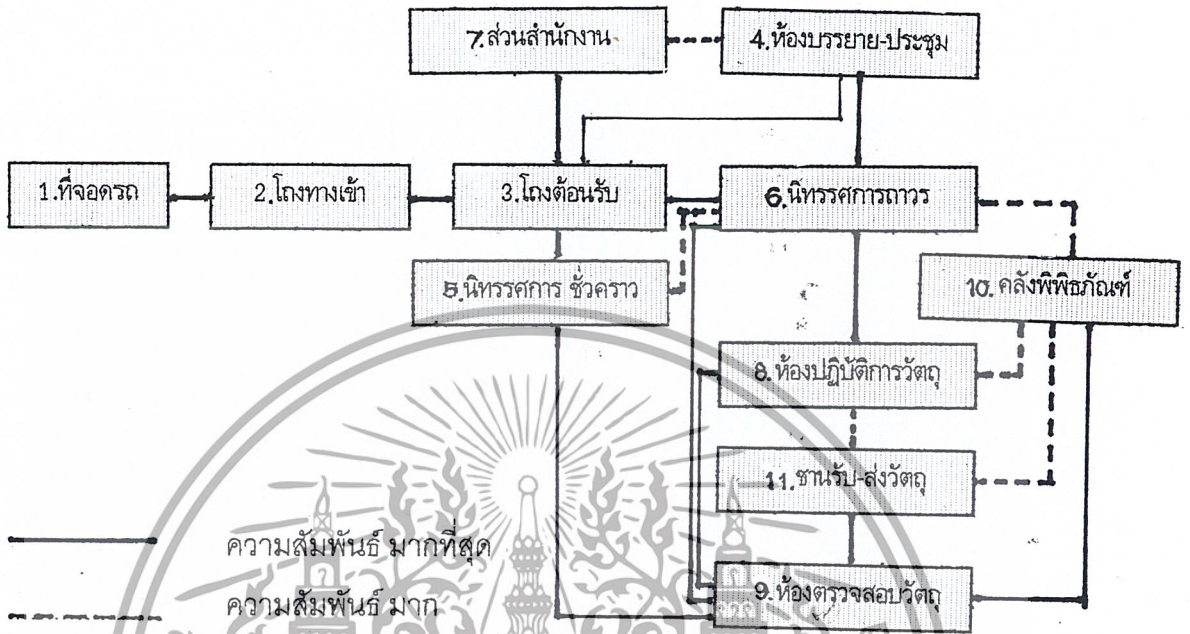 7.ส่วนสำนักงาน
4.ห้องบรรยาย-ประชุม
1.ที่จอดรถ
2.โถงทางเข้า
3.โถงต้อนรับ
6.นิทรรศการถาวร
5.นิทรรศการ ชั่วคราว
10.คลังพิพิธภัณฑ์
8.ห้องปฏิบัติการวัตถุ
11.ชานรับ-ส่งวัตถุ
ความสัมพันธ์ มากที่สุด
9.ห้องตรวจสอบวัตถุ
ความสัมพันธ์ มาก